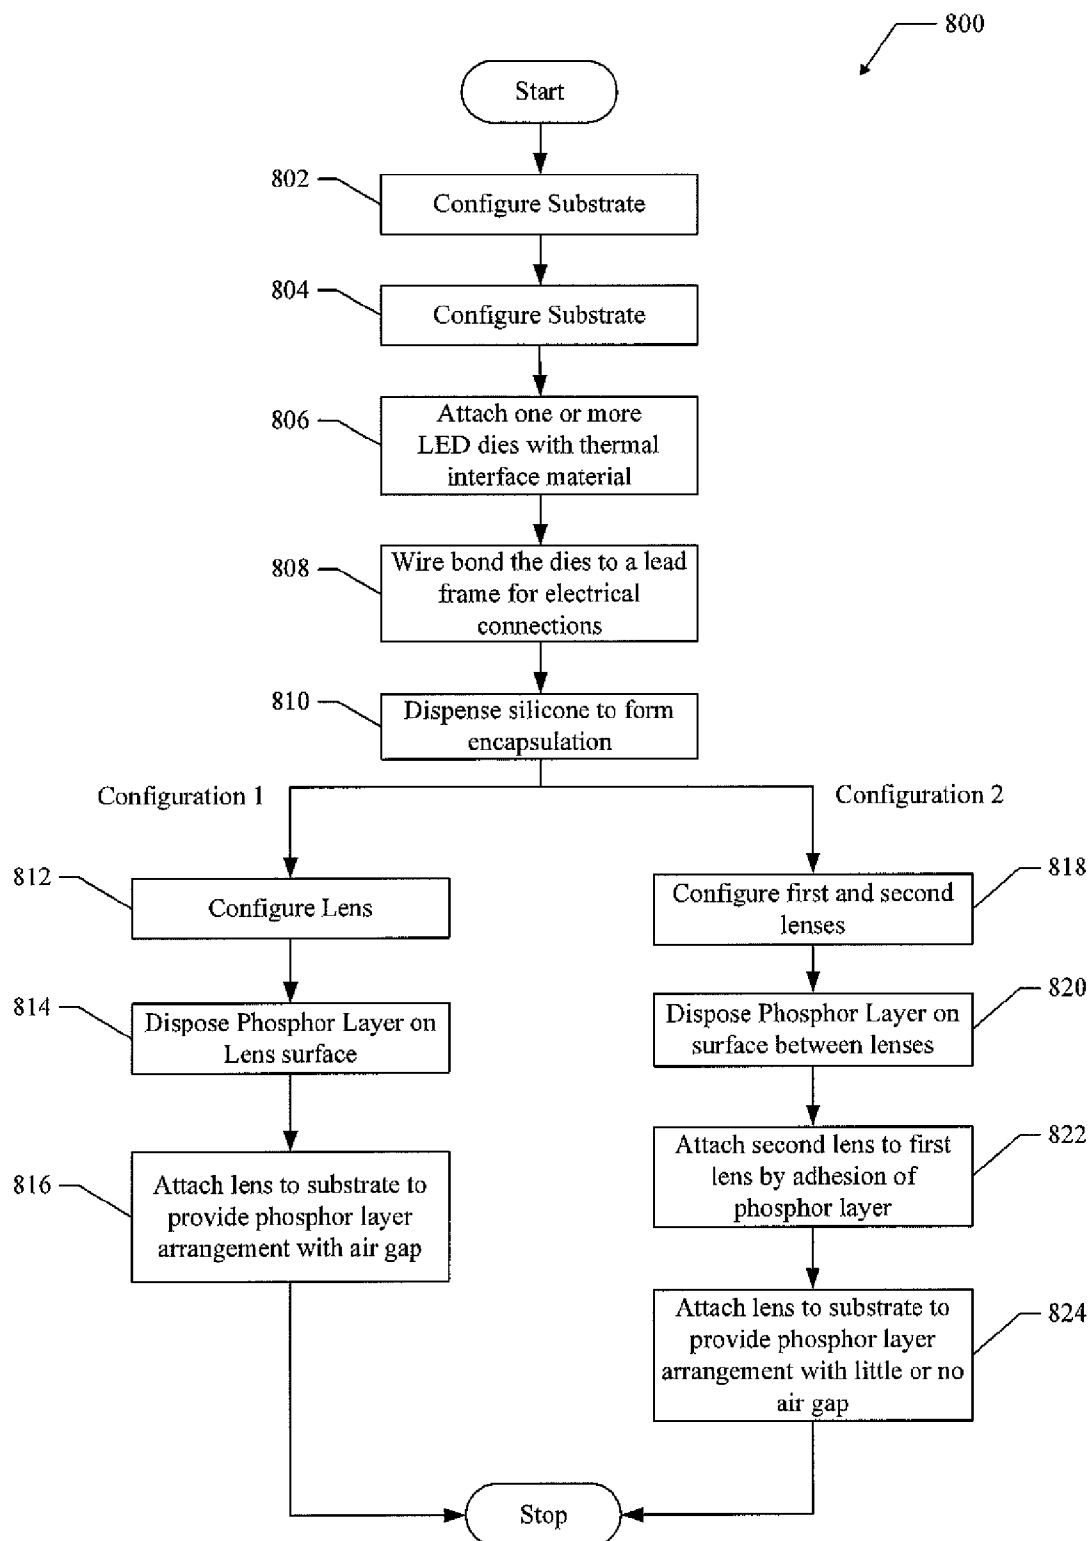 800
Start
802
Configure Substrate
804
Configure Substrate
806
Attach one or more
LED dies with thermal
interface material
808
Wire bond the dies to a lead
frame for electrical
connections
810
Dispense silicone to form
encapsulation
Configuration 1
Configuration 2
812
Configure Lens
814
Dispose Phosphor Layer on
Lens surface
816
Attach lens to substrate to
provide phosphor layer
arrangement with air gap
818
Configure first and second
lenses
820
Dispose Phosphor Layer on
surface between lenses
822
Attach second lens to first
lens by adhesion of
phosphor layer
824
Attach lens to substrate to
provide phosphor layer
arrangement with little or no
air gap
Stop